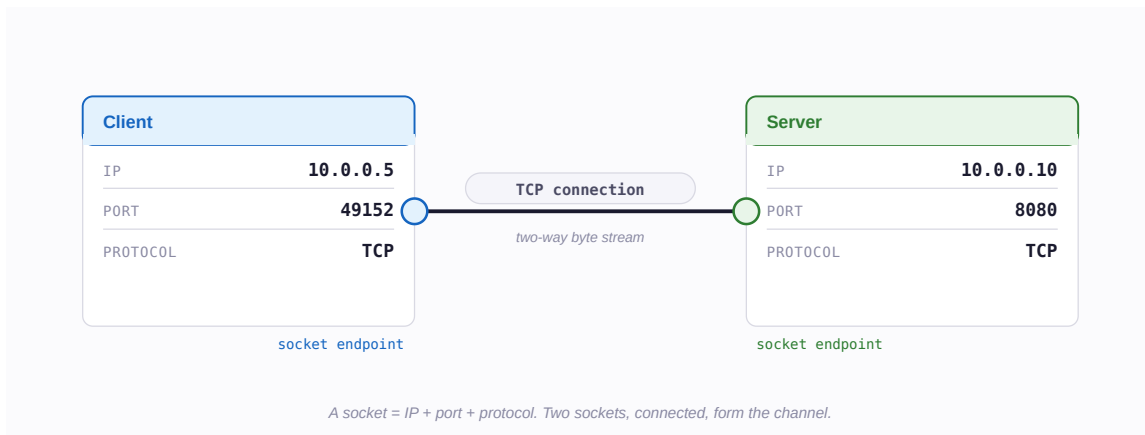 Client
IP 10.0.0.5
PORT 49152
PROTOCOL TCP
socket endpoint
TCP connection
two-way byte stream
Server
IP 10.0.0.10
PORT 8080
PROTOCOL TCP
socket endpoint
A socket = IP + port + protocol. Two sockets, connected, form the channel.